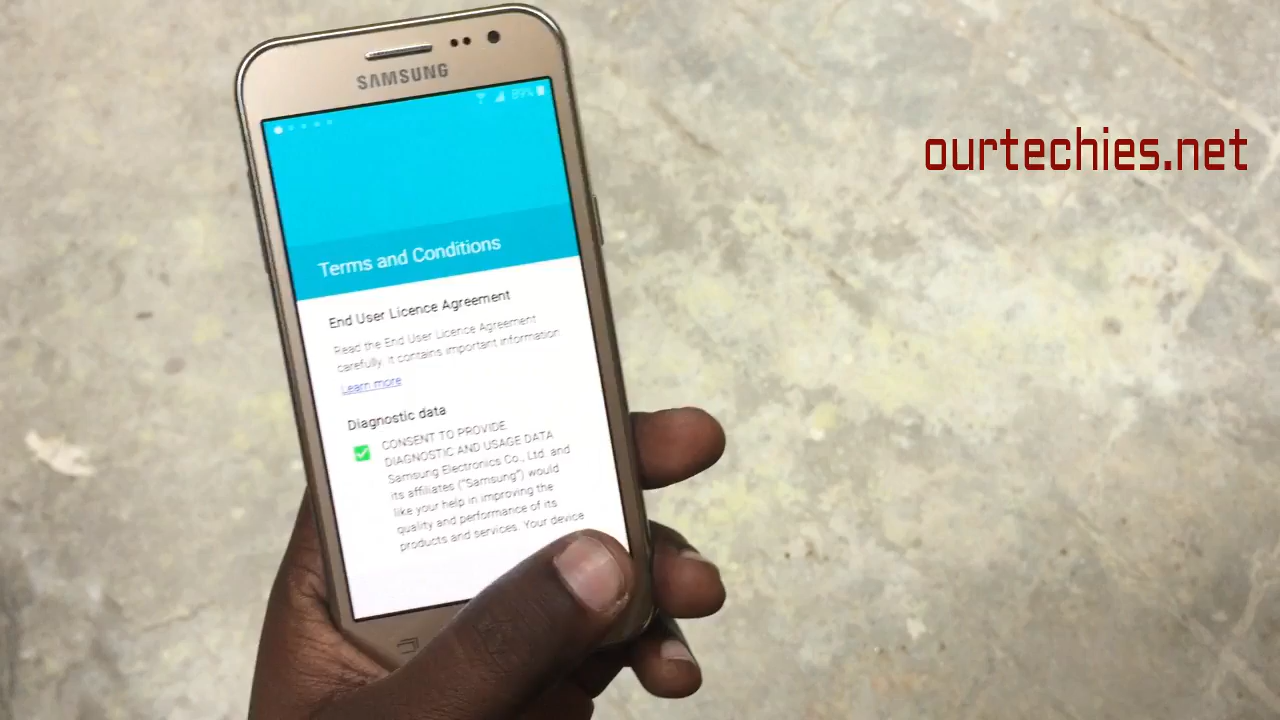 SAMSUNG
89%
ourtechies.net
Terms and Conditions
End User Licence Agreement
Read the End User Licence Agreement
carefully. It contains important information
Learn more
Diagnostic data
CONSENT TO PROVIDE
DIAGNOSTIC AND USAGE DATA
Samsung Electronics Co., Ltd. and
its affiliates ("Samsung") would
like your help in improving the
quality and performance of its
products and services. Your device